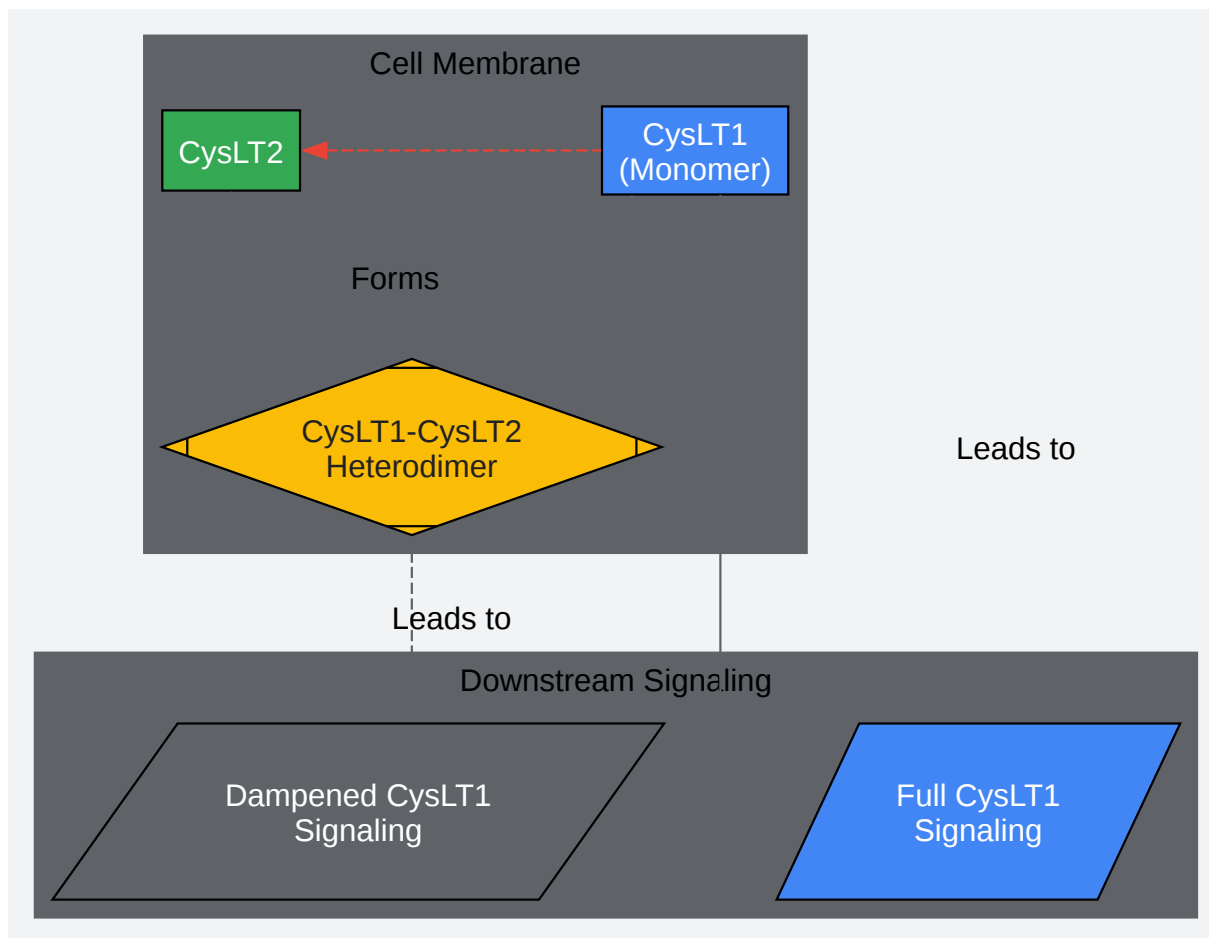 Cell Membrane
CysLT2
CysLT1
(Monomer)
Forms
CysLT1-CysLT2
Heterodimer
Leads to
Leads to
Downstream Signaling
Dampened CysLT1
Signaling
Full CysLT1
Signaling